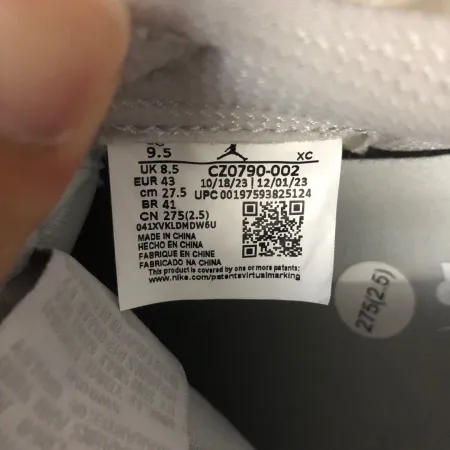 9.5
XC
UK 8.5
CZ0790-002
EUR 43
10/18/23 | 12/01/23
cm 27.5
UPC 00197593825124
BR 41
CN 275(2.5)
041XVKLDMDW6U
MADE IN CHINA
HECHO EN CHINA
FABRIQUE EN CHINE
FABRICADO NA CHINA
This product is covered by one or more patents:
www.nike.com/patentsvirtualmarking
275(2.5)